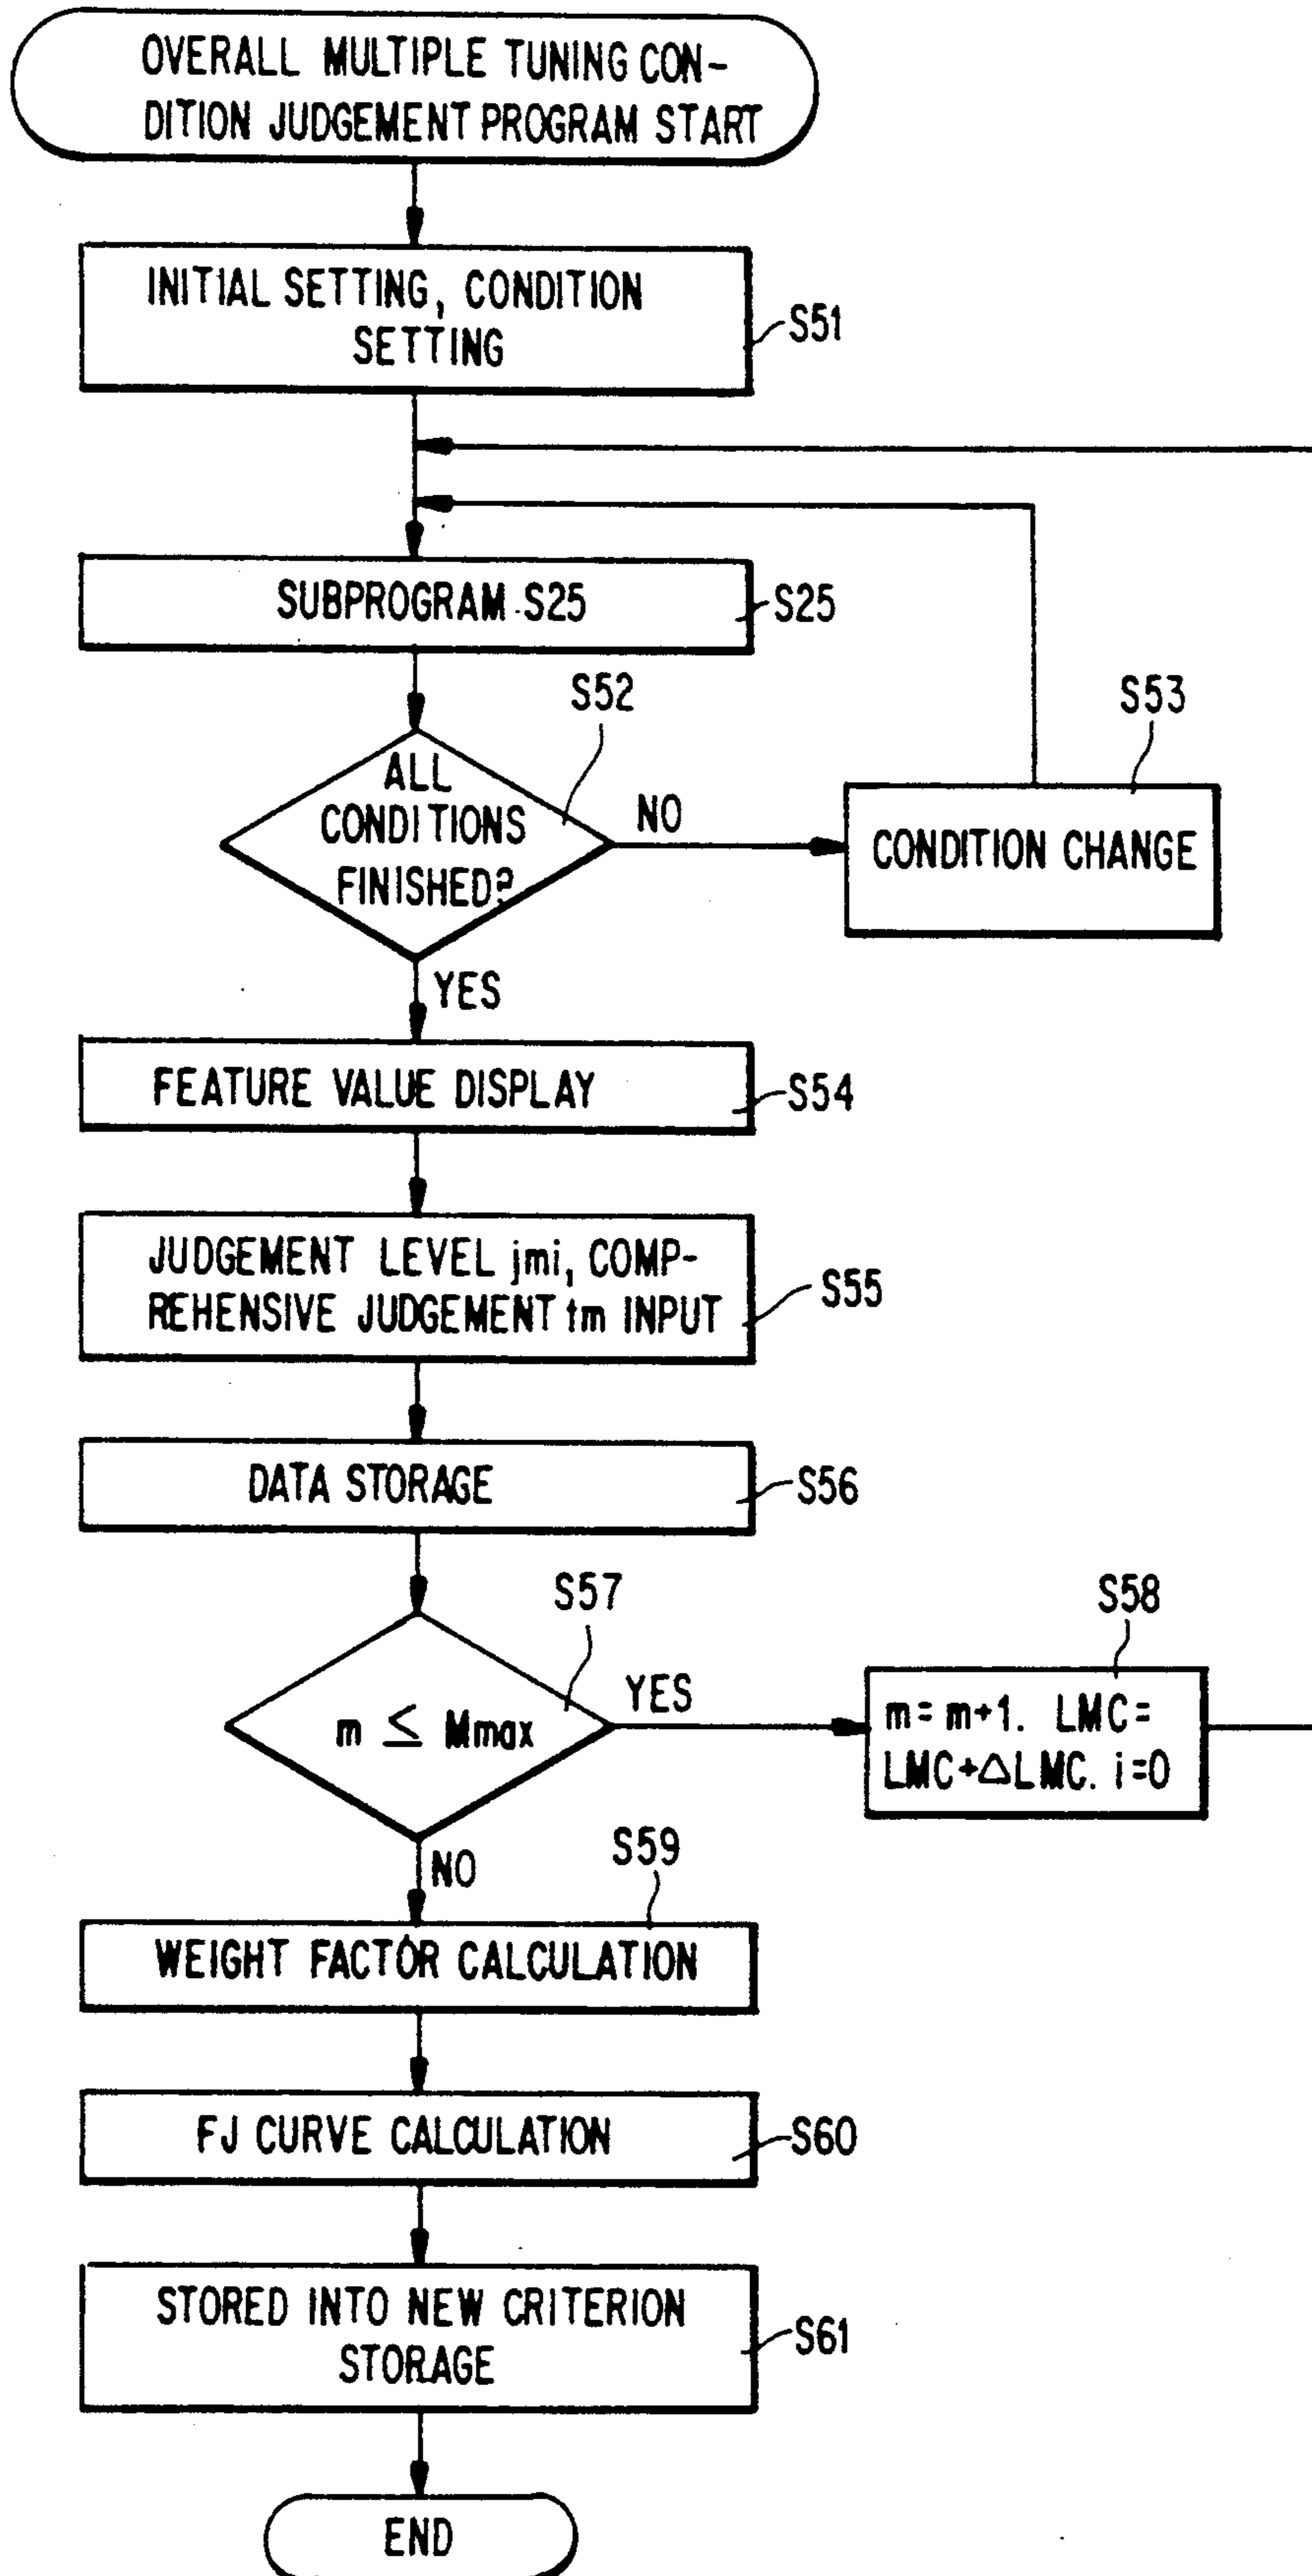 OVERALL MULTIPLE TUNING CON-
DITION JUDGEMENT PROGRAM START
INITIAL SETTING, CONDITION
SETTING
S51
SUBPROGRAM S25
S25
S52
S53
ALL
CONDITIONS
FINISHED?
NO
CONDITION CHANGE
YES
FEATURE VALUE DISPLAY
S54
JUDGEMENT LEVEL jmi, COMP-
REHENSIVE JUDGEMENT tm INPUT
S55
DATA STORAGE
S56
S57
S58
m ≤ Mmax
YES
m=m+1. LMC=
LMC+△LMC. i=0
NO
S59
WEIGHT FACTOR CALCULATION
FJ CURVE CALCULATION
S60
STORED INTO NEW CRITERION
STORAGE
S61
END